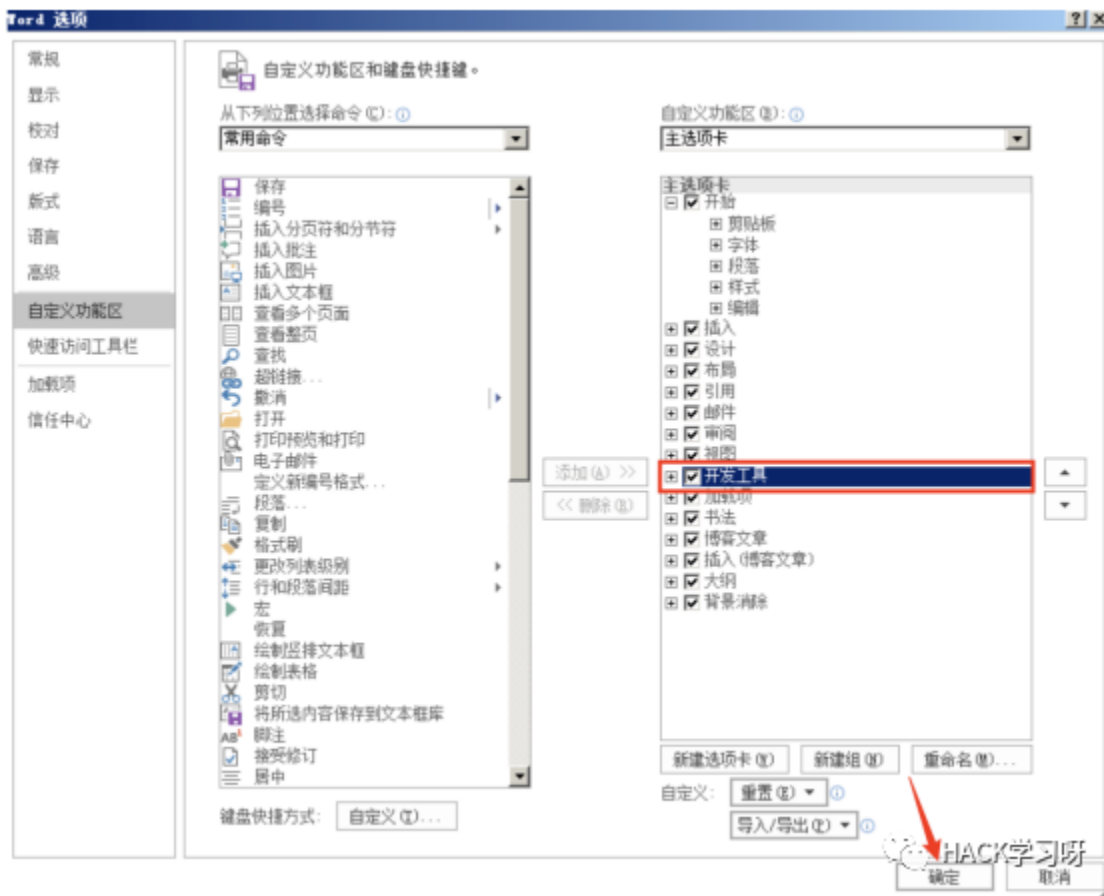 Word 选项
常规
显示
校对
保存
版式
语言
高级
自定义功能区
快速访问工具栏
加载项
信任中心
自定义功能区和键盘快捷键。
从下列位置选择命令(C):
常用命令
保存
编号
插入分页符和分节符
插入批注
插入图片
插入文本框
查看多个页面
查看整页
查找
超链接...
撤消
打开
打印预览和打印
电子邮件
定义新编号格式...
段落...
复制
格式刷
更改列表级别
行和段落间距
宏
恢复
绘制竖排文本框
绘制表格
剪切
将所选内容保存到文本框库
脚注
接受修订
居中
键盘快捷方式:
自定义(T)...
添加(A) >>
<< 删除(R)
自定义功能区(B):
主选项卡
主选项卡
开始
剪贴板
字体
段落
样式
编辑
插入
设计
布局
引用
邮件
审阅
视图
开发工具
加载项
书法
博客文章
插入(博客文章)
大纲
背景消除
新建选项卡(W)
新建组(N)
重命名(M)...
自定义:
重置(E)
导入/导出(P)
HACK学习呀
确定
取消